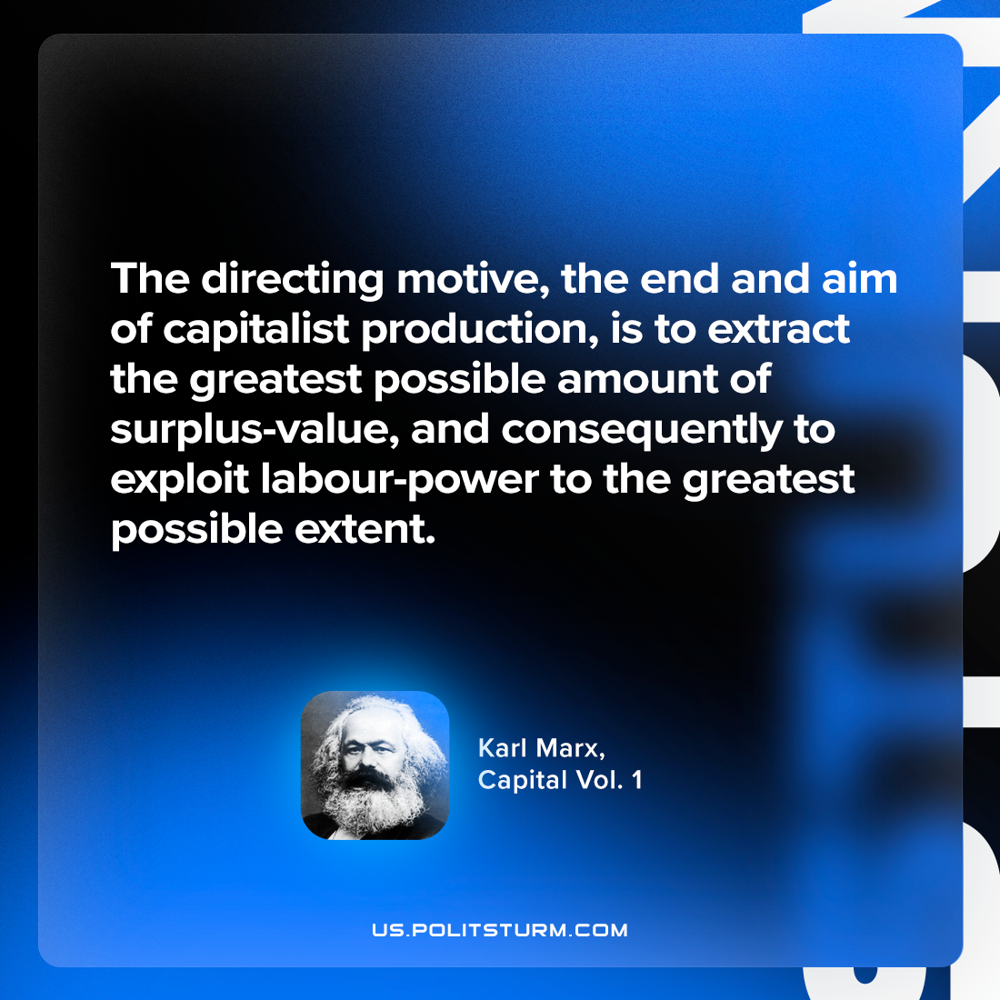 The directing motive, the end and aim
of capitalist production, is to extract
the greatest possible amount of
surplus-value, and consequently to
exploit labour-power to the greatest
possible extent.
Karl Marx,
Capital Vol. 1
US.POLITSTURM.COM